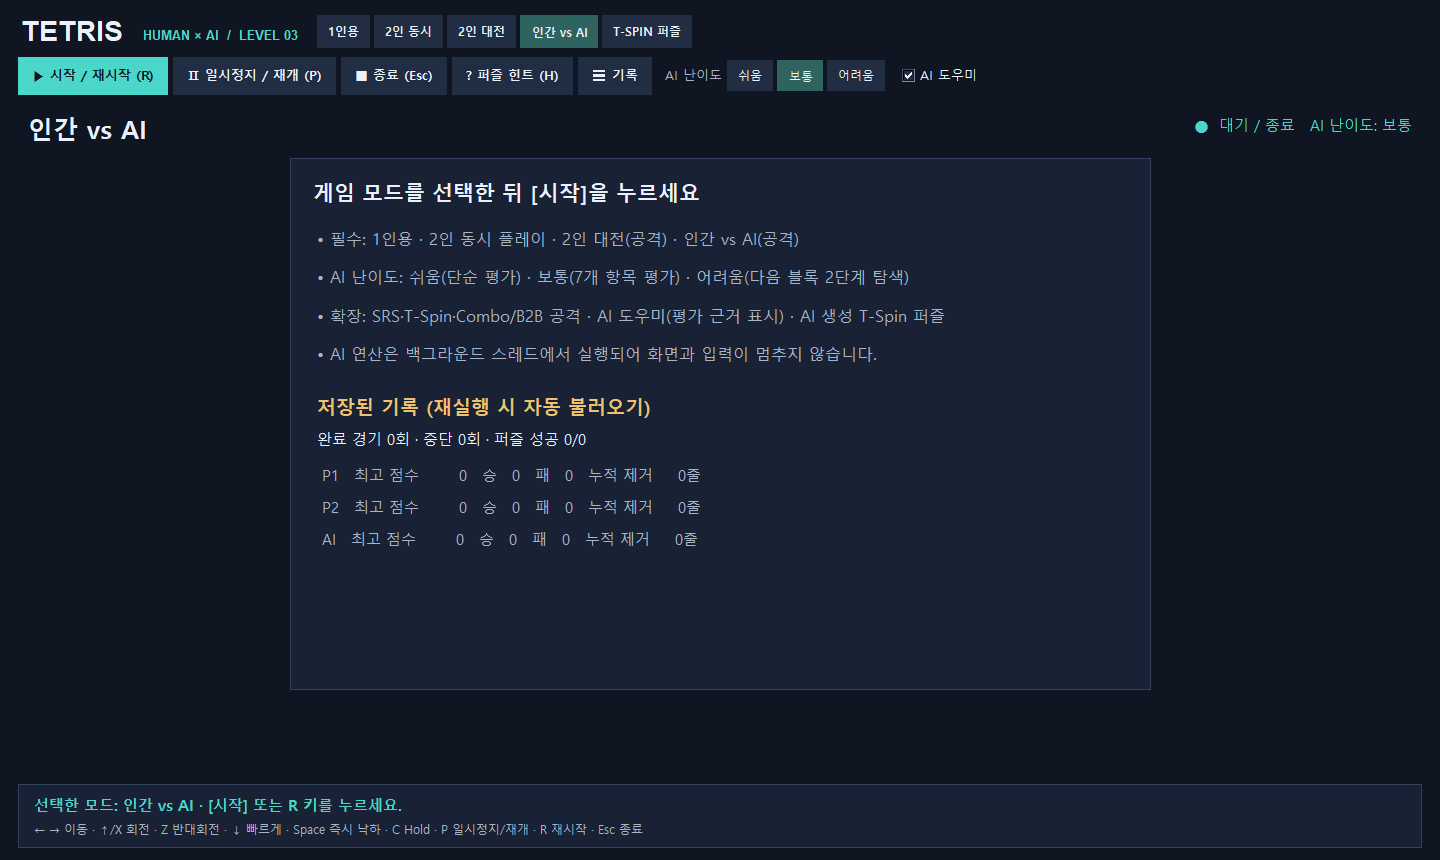 TETRIS HUMAN × AI / LEVEL 03 1인용 2인 동시 2인 대전 인간 vs AI T-SPIN 퍼즐
▶ 시작 / 재시작 (R) Ⅱ 일시정지 / 재개 (P) ■ 종료 (Esc) ? 퍼즐 힌트 (H) ☰ 기록 AI 난이도 쉬움 보통 어려움 AI 도우미
인간 vs AI ● 대기 / 종료 AI 난이도: 보통
게임 모드를 선택한 뒤 [시작]을 누르세요
• 필수: 1인용 · 2인 동시 플레이 · 2인 대전(공격) · 인간 vs AI(공격)
• AI 난이도: 쉬움(단순 평가) · 보통(7개 항목 평가) · 어려움(다음 블록 2단계 탐색)
• 확장: SRS·T-Spin·Combo/B2B 공격 · AI 도우미(평가 근거 표시) · AI 생성 T-Spin 퍼즐
• AI 연산은 백그라운드 스레드에서 실행되어 화면과 입력이 멈추지 않습니다.
저장된 기록 (재실행 시 자동 불러오기)
완료 경기 0회 · 중단 0회 · 퍼즐 성공 0/0
P1 최고 점수 0 승 0 패 0 누적 제거 0줄
P2 최고 점수 0 승 0 패 0 누적 제거 0줄
AI 최고 점수 0 승 0 패 0 누적 제거 0줄
선택한 모드: 인간 vs AI · [시작] 또는 R 키를 누르세요.
← → 이동 · ↑/X 회전 · Z 반대회전 · ↓ 빠르게 · Space 즉시 낙하 · C Hold · P 일시정지/재개 · R 재시작 · Esc 종료